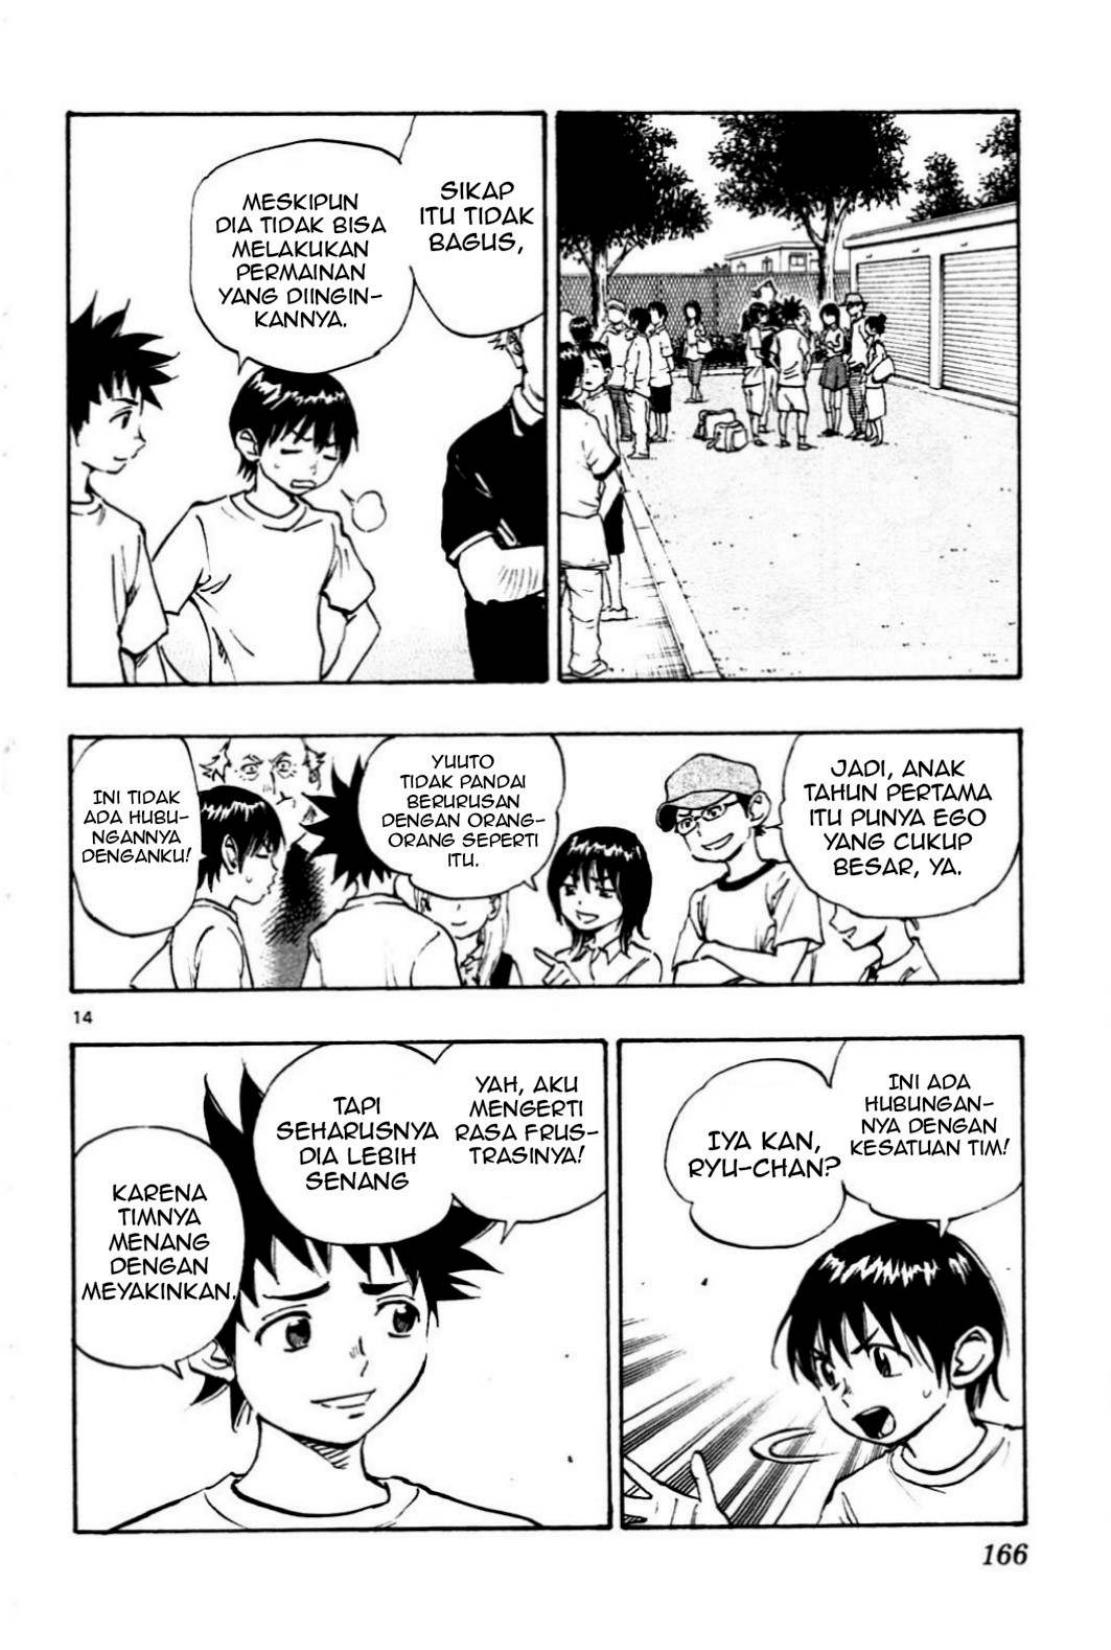 SIKAP
ITU TIDAK
BAGUS,
MESKIPUN
DIA TIDAK BISA
MELAKUKAN
PERMAINAN
YANG DIINGIN-
KANNYA.
JADI, ANAK
TAHUN PERTAMA
ITU PUNYA EGO
YANG CUKUP
BESAR, YA.
YUUTO
TIDAK PANDAI
BERURUSAN
DENGAN ORANG-
ORANG SEPERTI
ITU.
INI TIDAK
ADA HUBU-
NGANNYA
DENGANKU!
14
INI ADA
HUBUNGAN-
NYA DENGAN
KESATUAN TIM!
IYA KAN,
RYU-CHAN?
YAH, AKU
MENGERTI
RASA FRUS-
TRASINYA!
TAPI
SEHARUSNYA
DIA LEBIH
SENANG
KARENA
TIMNYA
MENANG
DENGAN
MEYAKINKAN.
166